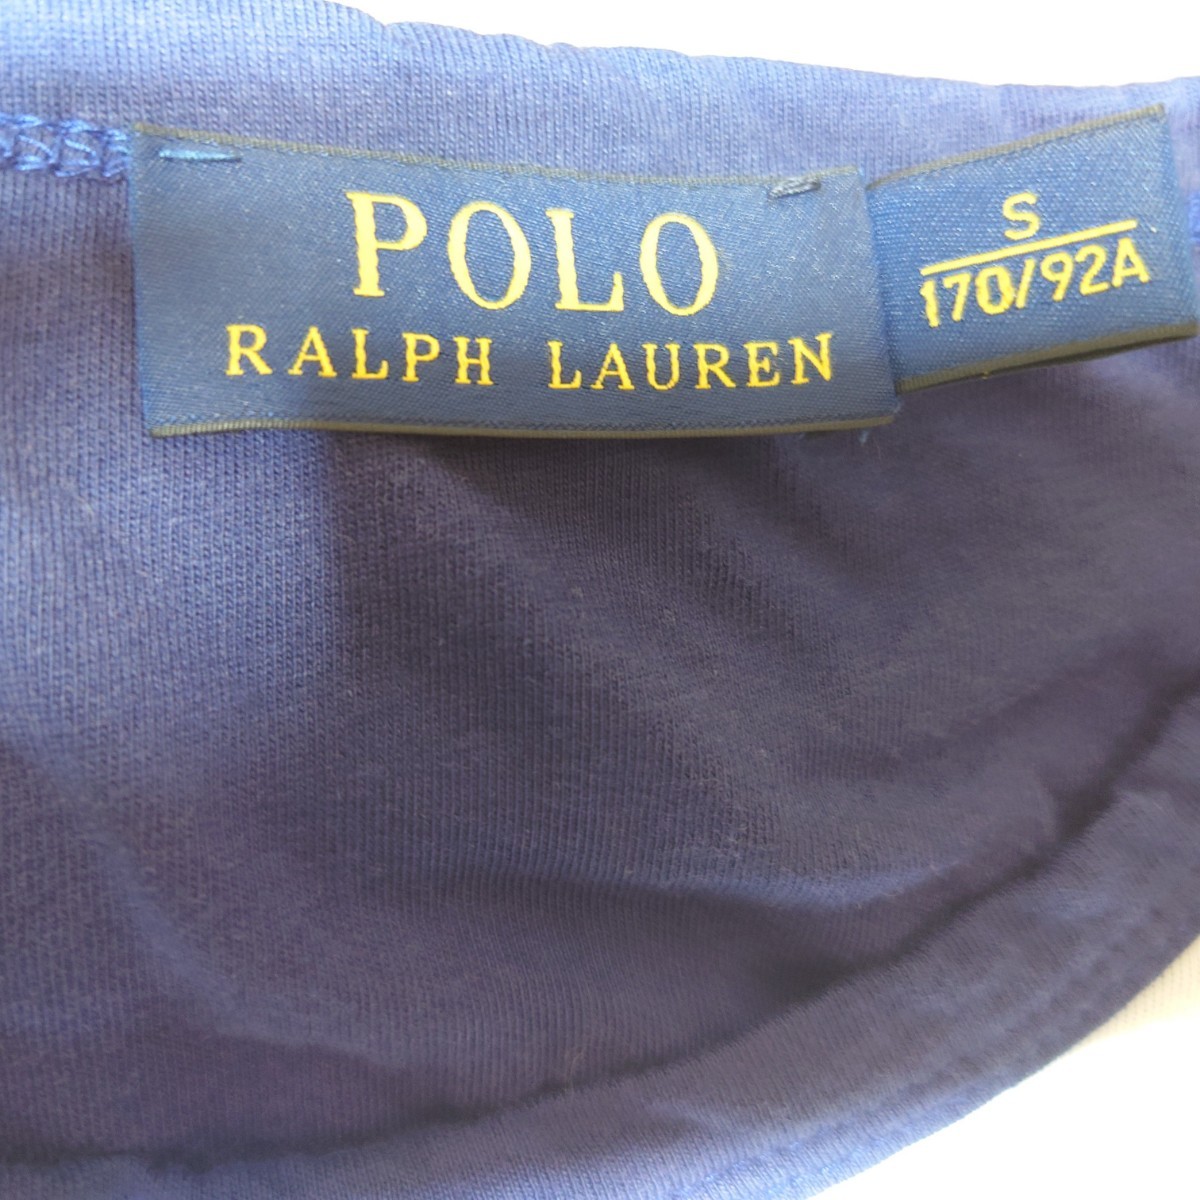 POLO
RALPH LAUREN
S
170/92A